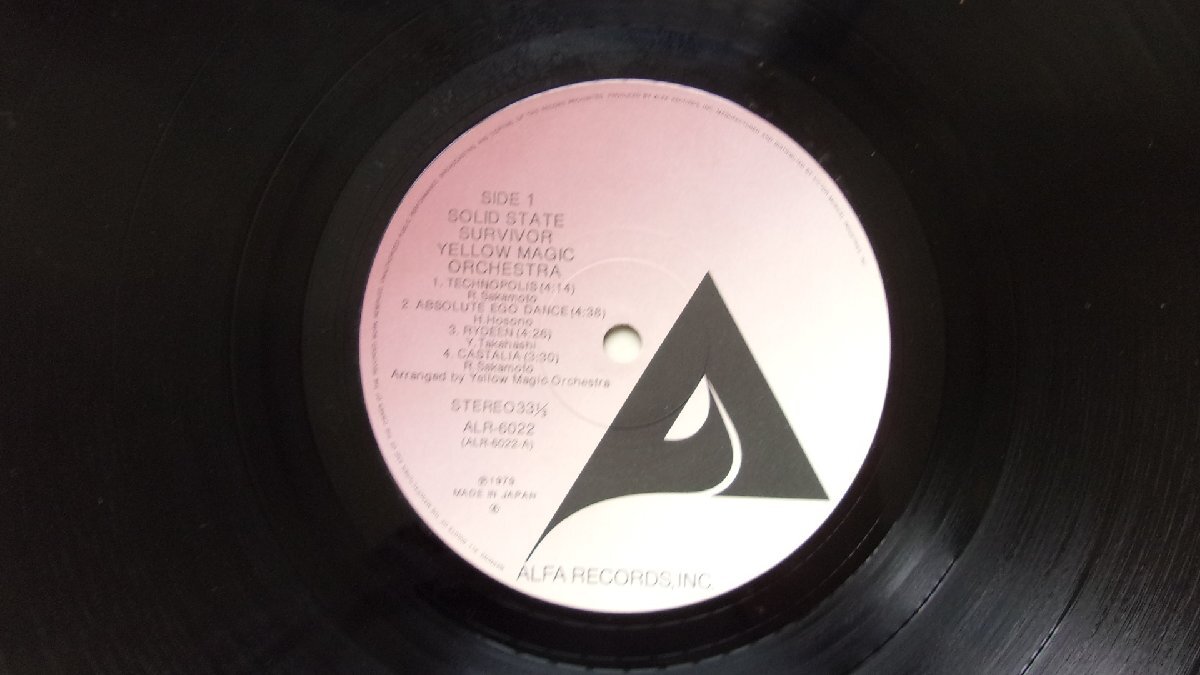 SIDE 1
SOLID STATE
SURVIVOR
YELLOW MAGIC
ORCHESTRA
1. TECHNOPOLIS (4:14)
R.Sakamoto
2. ABSOLUTE EGO DANCE (4:38)
H.Hosono
3. RYDEEN (4:26)
Y.Takahashi
4. CASTALIA (3:30)
R.Sakamoto
Arranged by Yellow Magic Orchestra
STEREO 33⅓
ALR-6022
(ALR-6022-A)
℗1979
MADE IN JAPAN
ALFA RECORDS, INC.